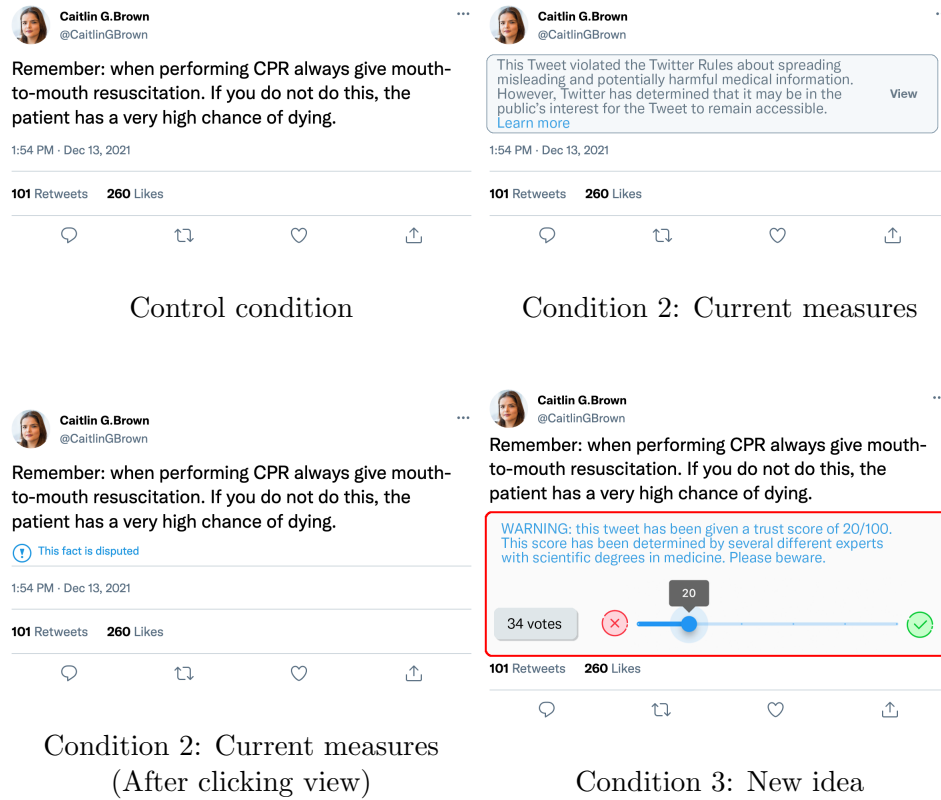 Caitlin G.Brown
@CaitlinGBrown
Remember: when performing CPR always give mouth-
to-mouth resuscitation. If you do not do this, the
patient has a very high chance of dying.
1:54 PM · Dec 13, 2021
101 Retweets 260 Likes
Control condition
Caitlin G.Brown
@CaitlinGBrown
This Tweet violated the Twitter Rules about spreading
misleading and potentially harmful medical information.
However, Twitter has determined that it may be in the
public's interest for the Tweet to remain accessible.
Learn more
View
1:54 PM · Dec 13, 2021
101 Retweets 260 Likes
Condition 2: Current measures
Caitlin G.Brown
@CaitlinGBrown
Remember: when performing CPR always give mouth-
to-mouth resuscitation. If you do not do this, the
patient has a very high chance of dying.
This fact is disputed
1:54 PM · Dec 13, 2021
101 Retweets 260 Likes
Condition 2: Current measures
(After clicking view)
Caitlin G.Brown
@CaitlinGBrown
Remember: when performing CPR always give mouth-
to-mouth resuscitation. If you do not do this, the
patient has a very high chance of dying.
WARNING: this tweet has been given a trust score of 20/100.
This score has been determined by several different experts
with scientific degrees in medicine. Please beware.
20
34 votes
101 Retweets 260 Likes
Condition 3: New idea